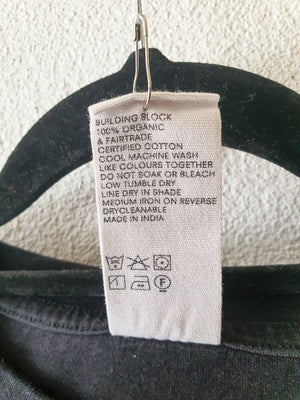 BUILDING BLOCK
100% ORGANIC
& FAIRTRADE
CERTIFIED COTTON
COOL MACHINE WASH
LIKE COLOURS TOGETHER
DO NOT SOAK OR BLEACH
LOW TUMBLE DRY
LINE DRY IN SHADE
MEDIUM IRON ON REVERSE
DRYCLEANABLE
MADE IN INDIA
30C
F